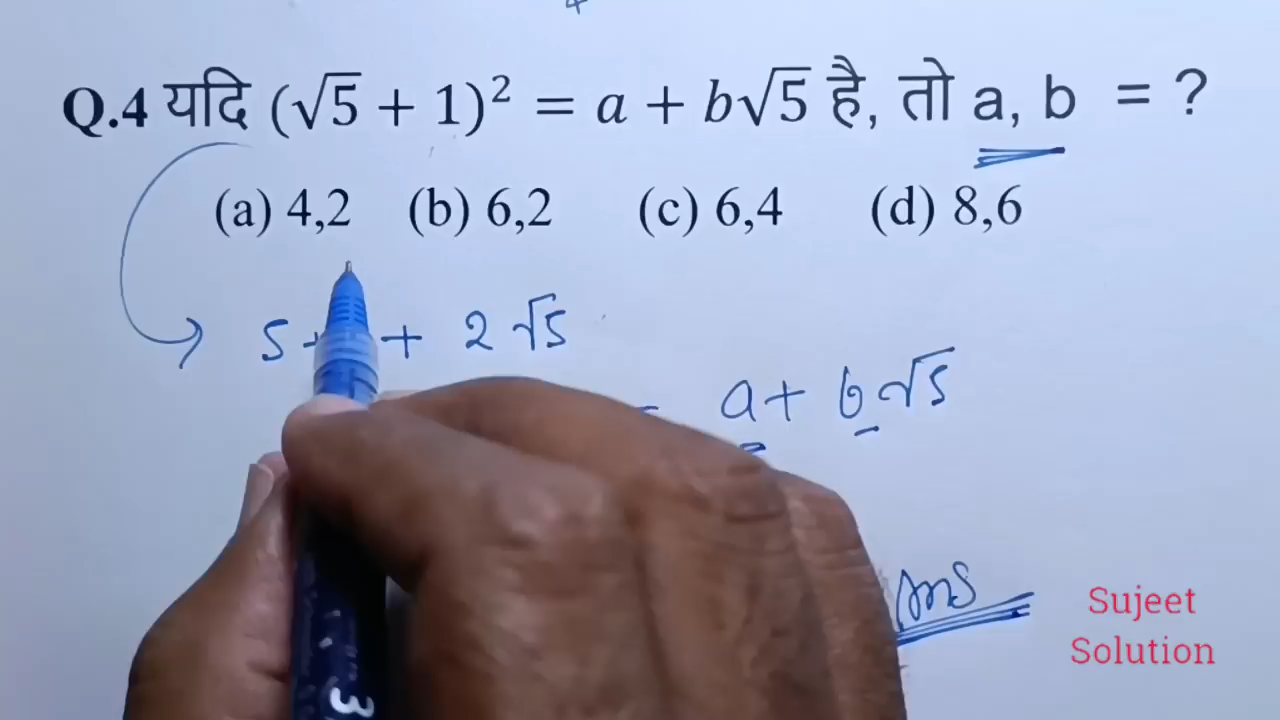 Q.4 यदि (√5 + 1)² = a + b√5 है, तो a, b = ?
(a) 4,2 (b) 6,2 (c) 6,4 (d) 8,6
5 + + 2√5
= a + b√5
Ans
Sujeet
Solution
3